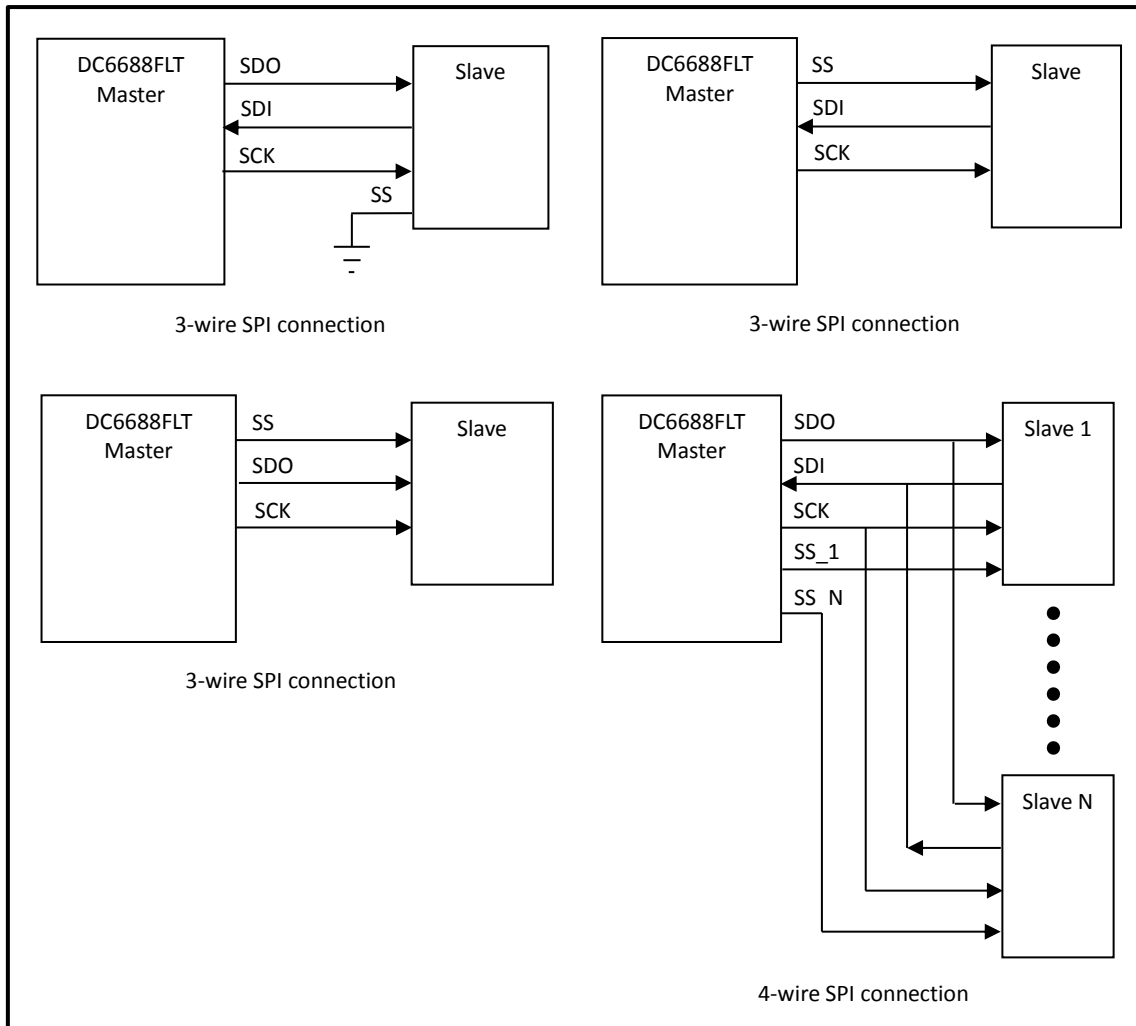 DC6688FLT
Master
SDO
SDI
SCK
SS
Slave
3-wire SPI connection
DC6688FLT
Master
SS
SDI
SCK
Slave
3-wire SPI connection
DC6688FLT
Master
SS
SDO
SCK
Slave
3-wire SPI connection
DC6688FLT
Master
SDO
SDI
SCK
SS_1
SS N
Slave 1
Slave N
4-wire SPI connection